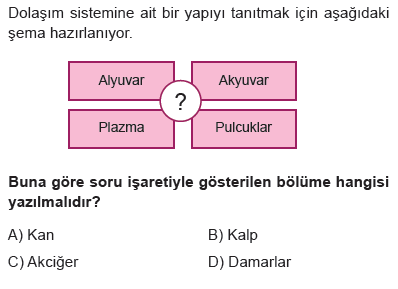 Dolaşım sistemine ait bir yapıyı tanıtmak için aşağıdaki
şema hazırlanıyor.
Alyuvar
Akyuvar
?
Plazma
Pulcuklar
Buna göre soru işaretiyle gösterilen bölüme hangisi
yazılmalıdır?
A) Kan
B) Kalp
C) Akciğer
D) Damarlar